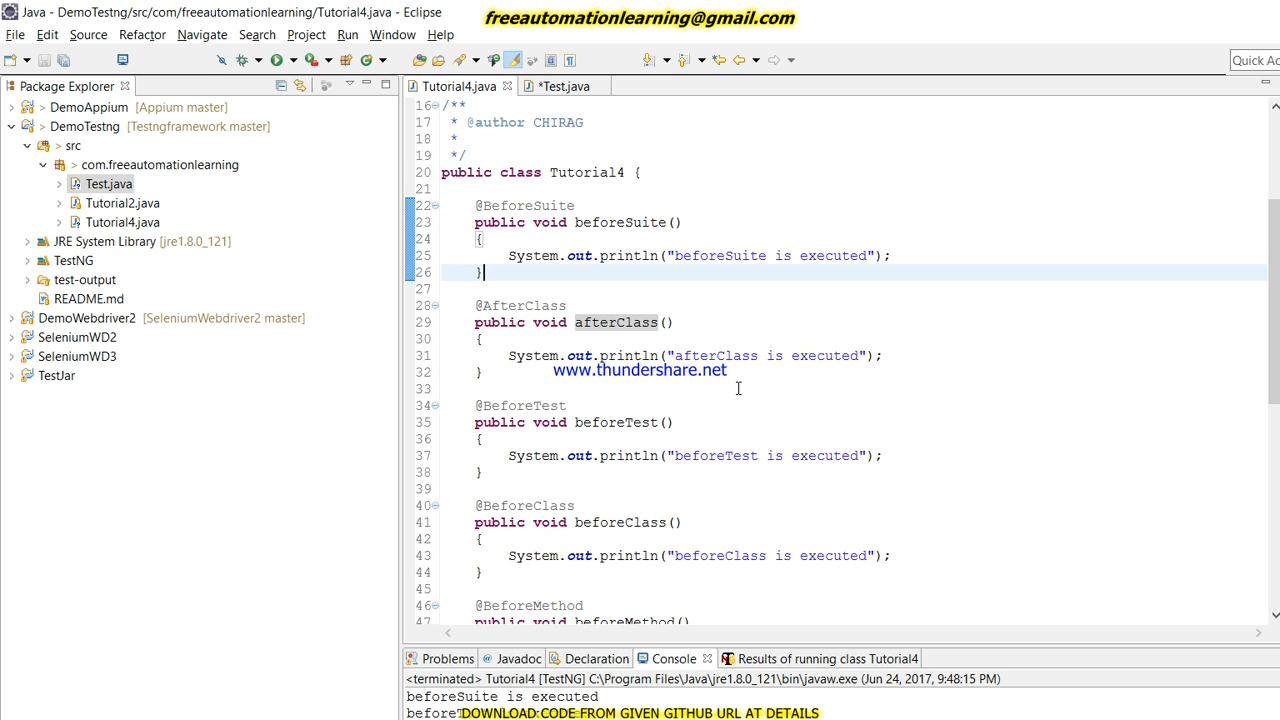 Java - DemoTestng/src/com/freeautomationlearning/Tutorial4.java - Eclipse
freeautomationlearning@gmail.com
File Edit Source Refactor Navigate Search Project Run Window Help
Quick Ac
Package Explorer
Tutorial4.java
*Test.java
> DemoAppium [Appium master]
> DemoTestng [Testngframework master]
> src
> com.freeautomationlearning
Test.java
Tutorial2.java
Tutorial4.java
JRE System Library [jre1.8.0_121]
TestNG
test-output
README.md
DemoWebdriver2 [SeleniumWebdriver2 master]
SeleniumWD2
SeleniumWD3
TestJar
16 /**
17 * @author CHIRAG
18 *
19 */
20 public class Tutorial4 {
21
22 @BeforeSuite
23 public void beforeSuite()
24 {
25 System.out.println("beforeSuite is executed");
26 }
27
28 @AfterClass
29 public void afterClass()
30 {
31 System.out.println("afterClass is executed");
32 }
www.thundershare.net
33
34 @BeforeTest
35 public void beforeTest()
36 {
37 System.out.println("beforeTest is executed");
38 }
39
40 @BeforeClass
41 public void beforeClass()
42 {
43 System.out.println("beforeClass is executed");
44 }
45
46 @BeforeMethod
47 public void beforeMethod()
Problems @ Javadoc Declaration Console Results of running class Tutorial4
<terminated> Tutorial4 [TestNG] C:\Program Files\Java\jre1.8.0_121\bin\javaw.exe (Jun 24, 2017, 9:48:15 PM)
beforeSuite is executed
DOWNLOAD CODE FROM GIVEN GITHUB URL AT DETAILS